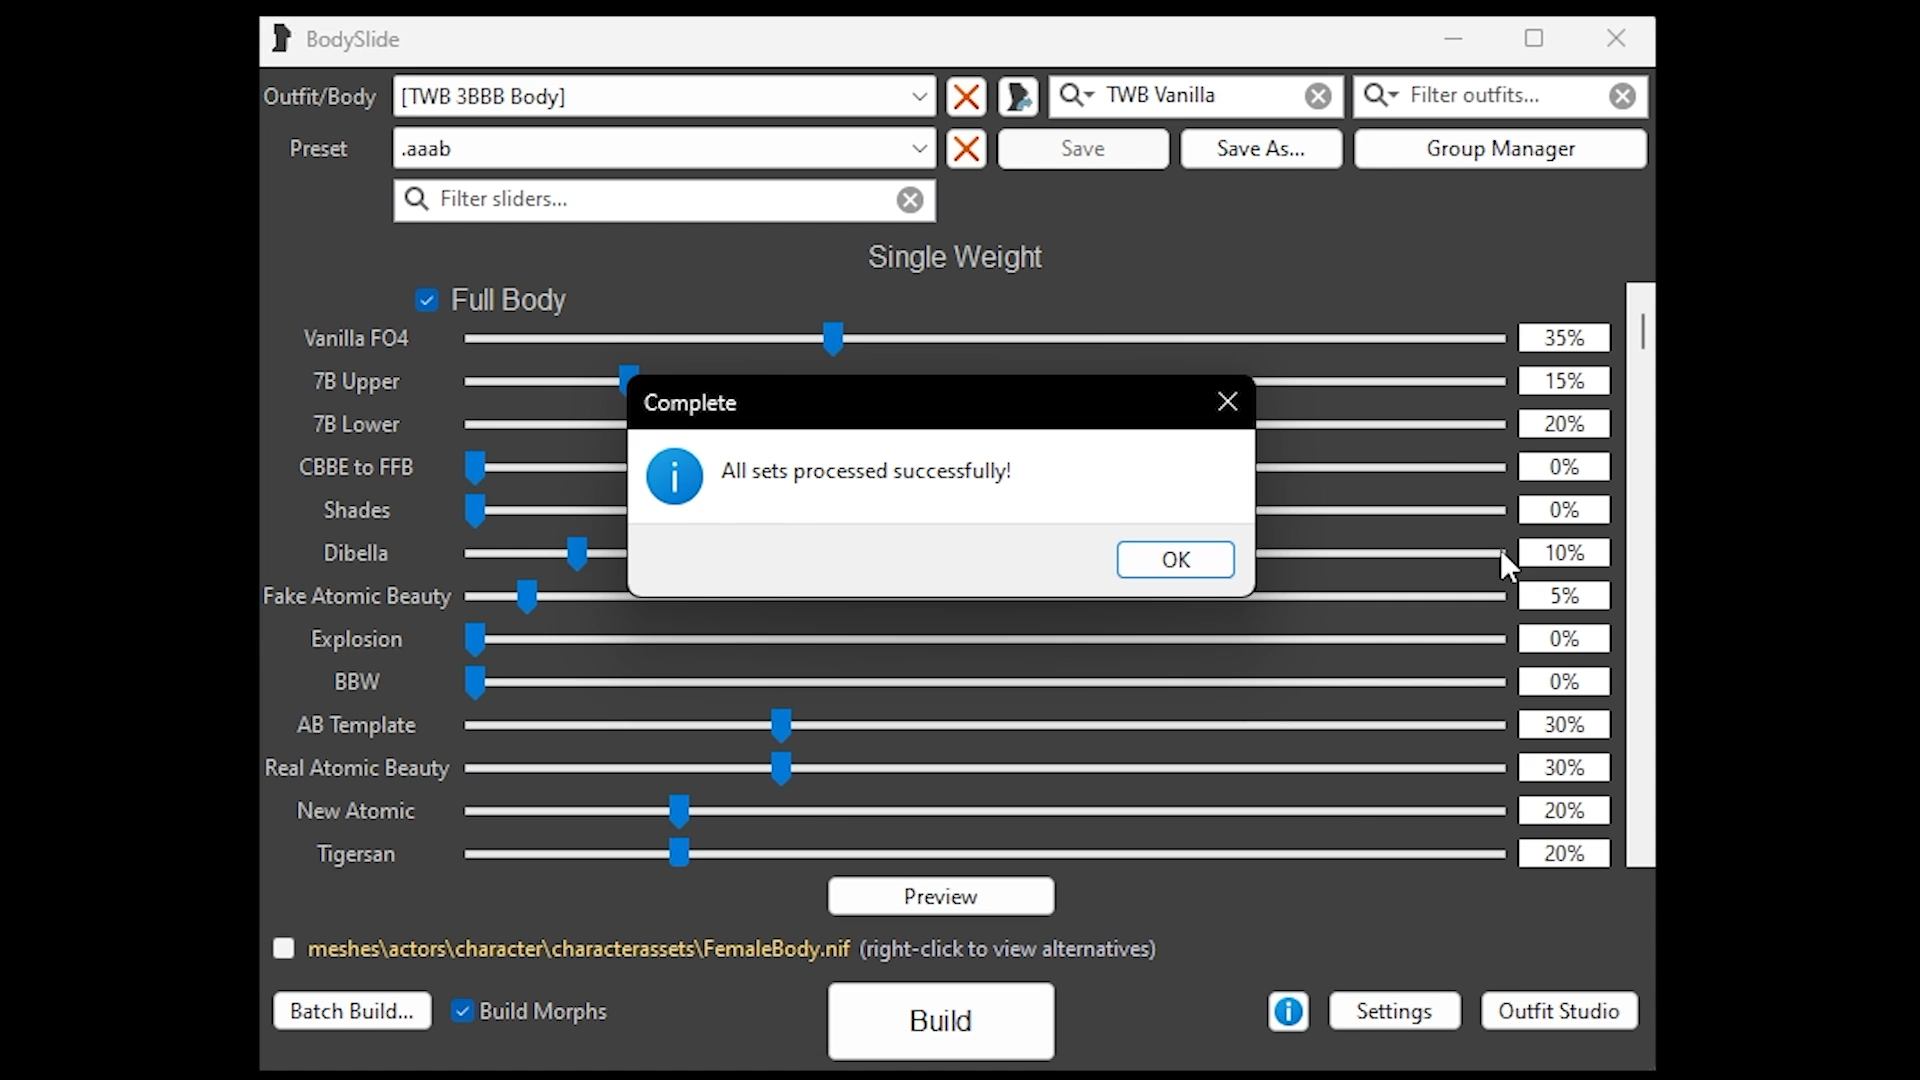 BodySlide
Outfit/Body [TWB 3BBB Body] TWB Vanilla Filter outfits...
Preset .aaab Save Save As... Group Manager
Filter sliders...
Single Weight
Full Body
Vanilla FO4 35%
7B Upper 15%
7B Lower 20%
CBBE to FFB 0%
Shades 0%
Dibella 10%
Fake Atomic Beauty 5%
Explosion 0%
BBW 0%
AB Template 30%
Real Atomic Beauty 30%
New Atomic 20%
Tigersan 20%
Complete
All sets processed successfully!
OK
Preview
meshes\actors\character\characterassets\FemaleBody.nif (right-click to view alternatives)
Batch Build... Build Morphs Build Settings Outfit Studio